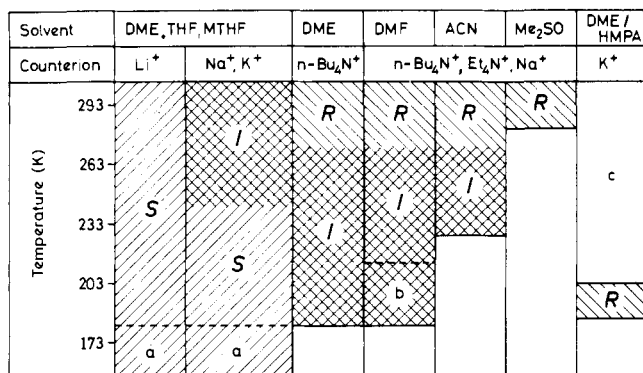 Solvent DME, THF, MTHF DME DMF ACN Me₂SO DME/
HMPA
Counterion Li⁺ Na⁺, K⁺ n-Bu₄N⁺ n-Bu₄N⁺, Et₄N⁺, Na⁺ K⁺
Temperature (K)
293 I R R R R
263 c
S I I I
233
S
203 b R
173 a a